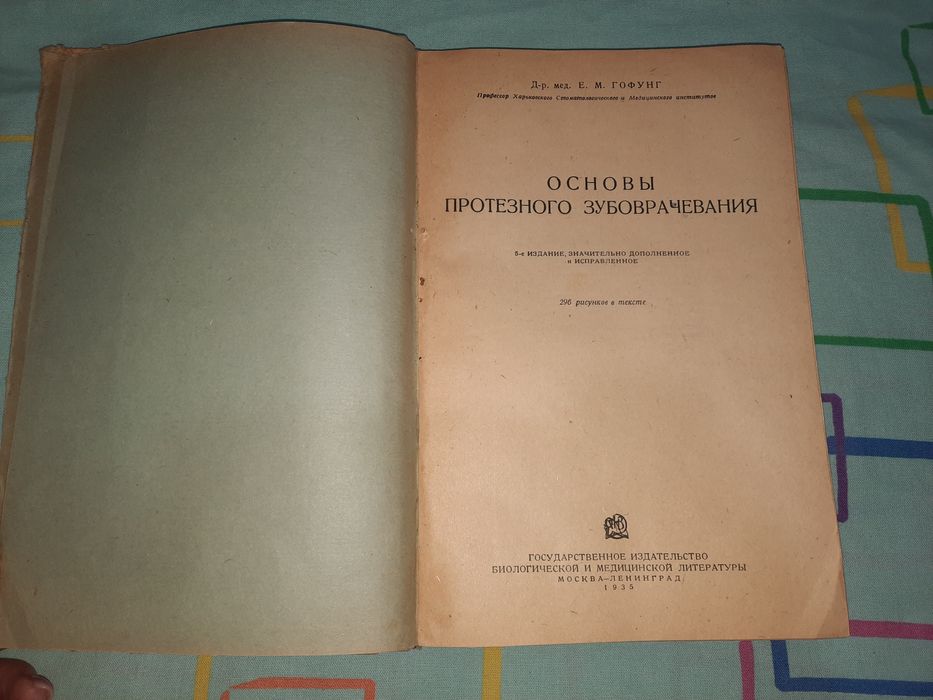 Д-р. мед. Е. М. ГОФУНГ
Профессор Харьковского Стоматологического и Медицинского институтов
ОСНОВЫ
ПРОТЕЗНОГО ЗУБОВРАЧЕВАНИЯ
5-е ИЗДАНИЕ, ЗНАЧИТЕЛЬНО ДОПОЛНЕННОЕ
и ИСПРАВЛЕННОЕ
296 рисунков в тексте
ГОСУДАРСТВЕННОЕ ИЗДАТЕЛЬСТВО
БИОЛОГИЧЕСКОЙ И МЕДИЦИНСКОЙ ЛИТЕРАТУРЫ
МОСКВА—ЛЕНИНГРАД
1935